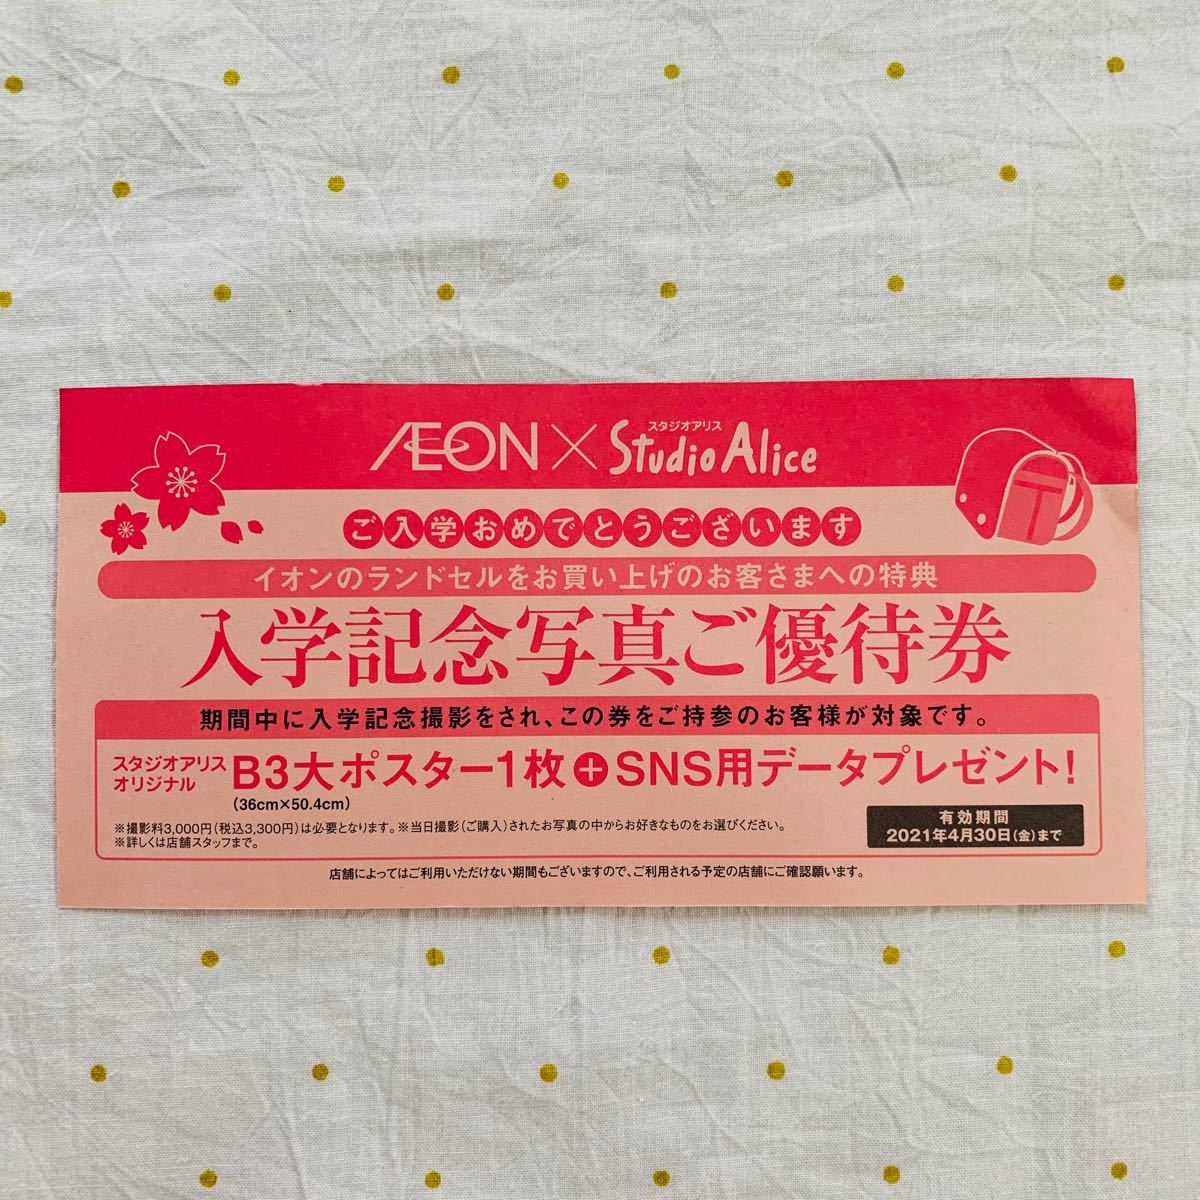 ÆON×Studio Alice
スタジオアリス
ご入学おめでとうございます
イオンのランドセルをお買い上げのお客さまへの特典
入学記念写真ご優待券
期間中に入学記念撮影をされ、この券をご持参のお客様が対象です。
スタジオアリス
オリジナル
B3大ポスター1枚+SNS用データプレゼント!
(36cm×50.4cm)
※撮影料3,000円(税込3,300円)は必要となります。※当日撮影(ご購入)されたお写真の中からお好きなものをお選びください。
※詳しくは店舗スタッフまで。
有効期間
2021年4月30日(金)まで
店舗によってはご利用いただけない期間もございますので、ご利用される予定の店舗にご確認願います。